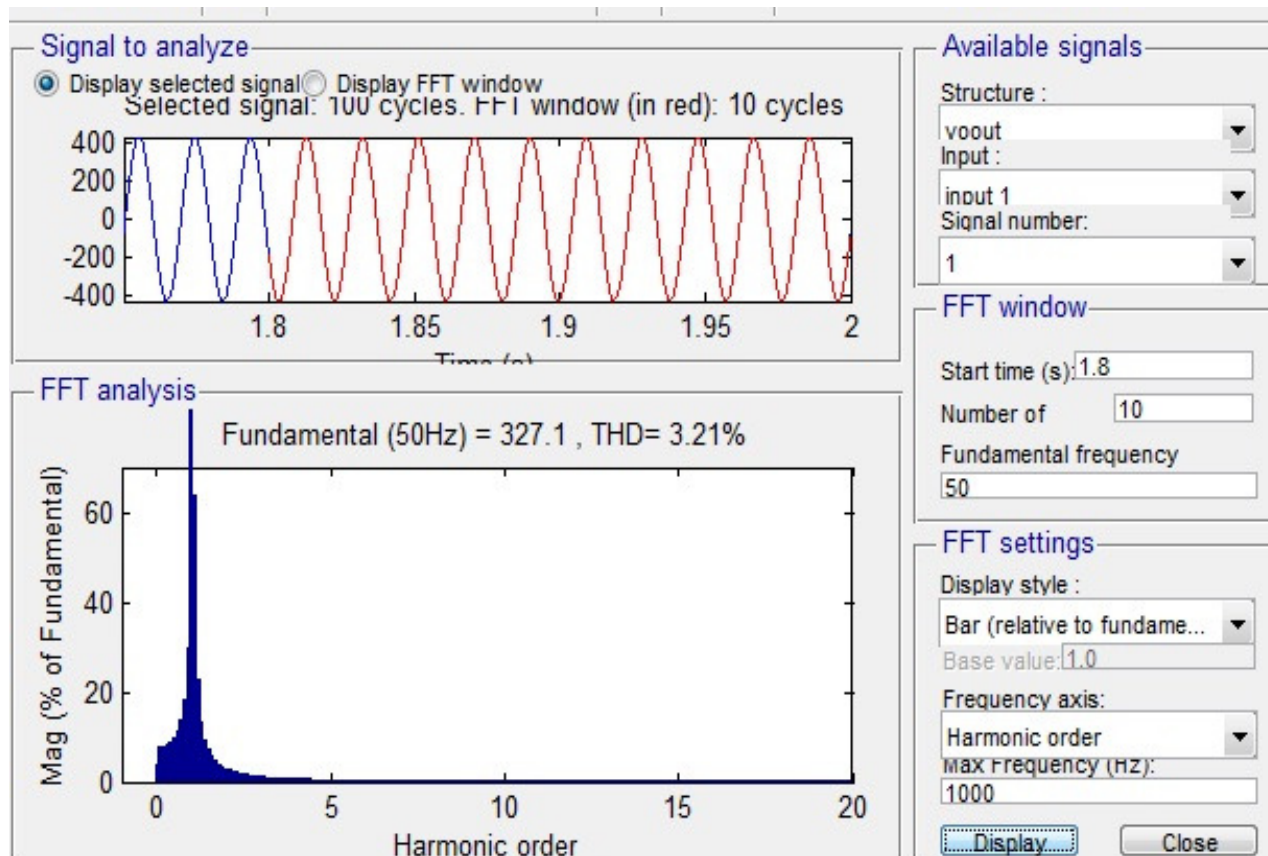 Signal to analyze
Display selected signal Display FFT window
Selected signal: 100 cycles. FFT window (in red): 10 cycles
400
200
0
-200
-400
1.8 1.85 1.9 1.95 2
Time (s)
FFT analysis
Fundamental (50Hz) = 327.1 , THD= 3.21%
Mag (% of Fundamental)
60
40
20
0
0 5 10 15 20
Harmonic order
Available signals
Structure :
voout
Input :
input 1
Signal number:
1
FFT window
Start time (s): 1.8
Number of 10
Fundamental frequency
50
FFT settings
Display style :
Bar (relative to fundame...
Base value: 1.0
Frequency axis:
Harmonic order
Max Frequency (Hz):
1000
Display Close